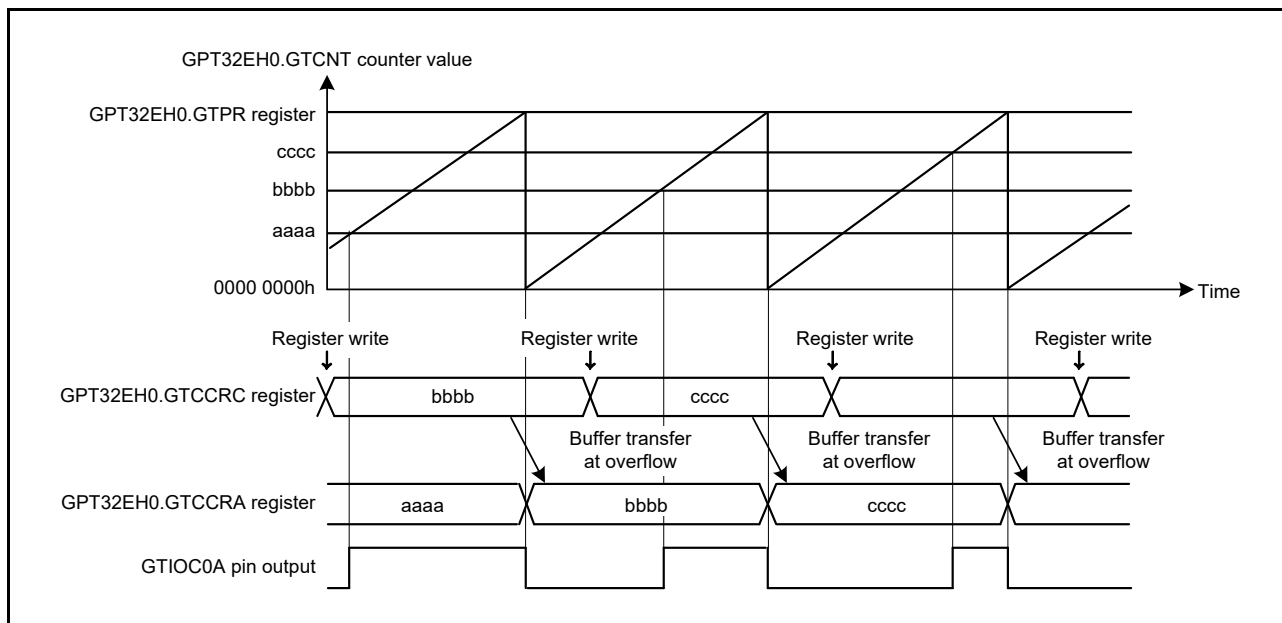 GPT32EH0.GTCNT counter value
GPT32EH0.GTPR register
cccc
bbbb
aaaa
0000 0000h
Time
Register write
Register write
Register write
Register write
GPT32EH0.GTCCRC register
bbbb
cccc
Buffer transfer
at overflow
Buffer transfer
at overflow
Buffer transfer
at overflow
GPT32EH0.GTCCRA register
aaaa
bbbb
cccc
GTIOC0A pin output